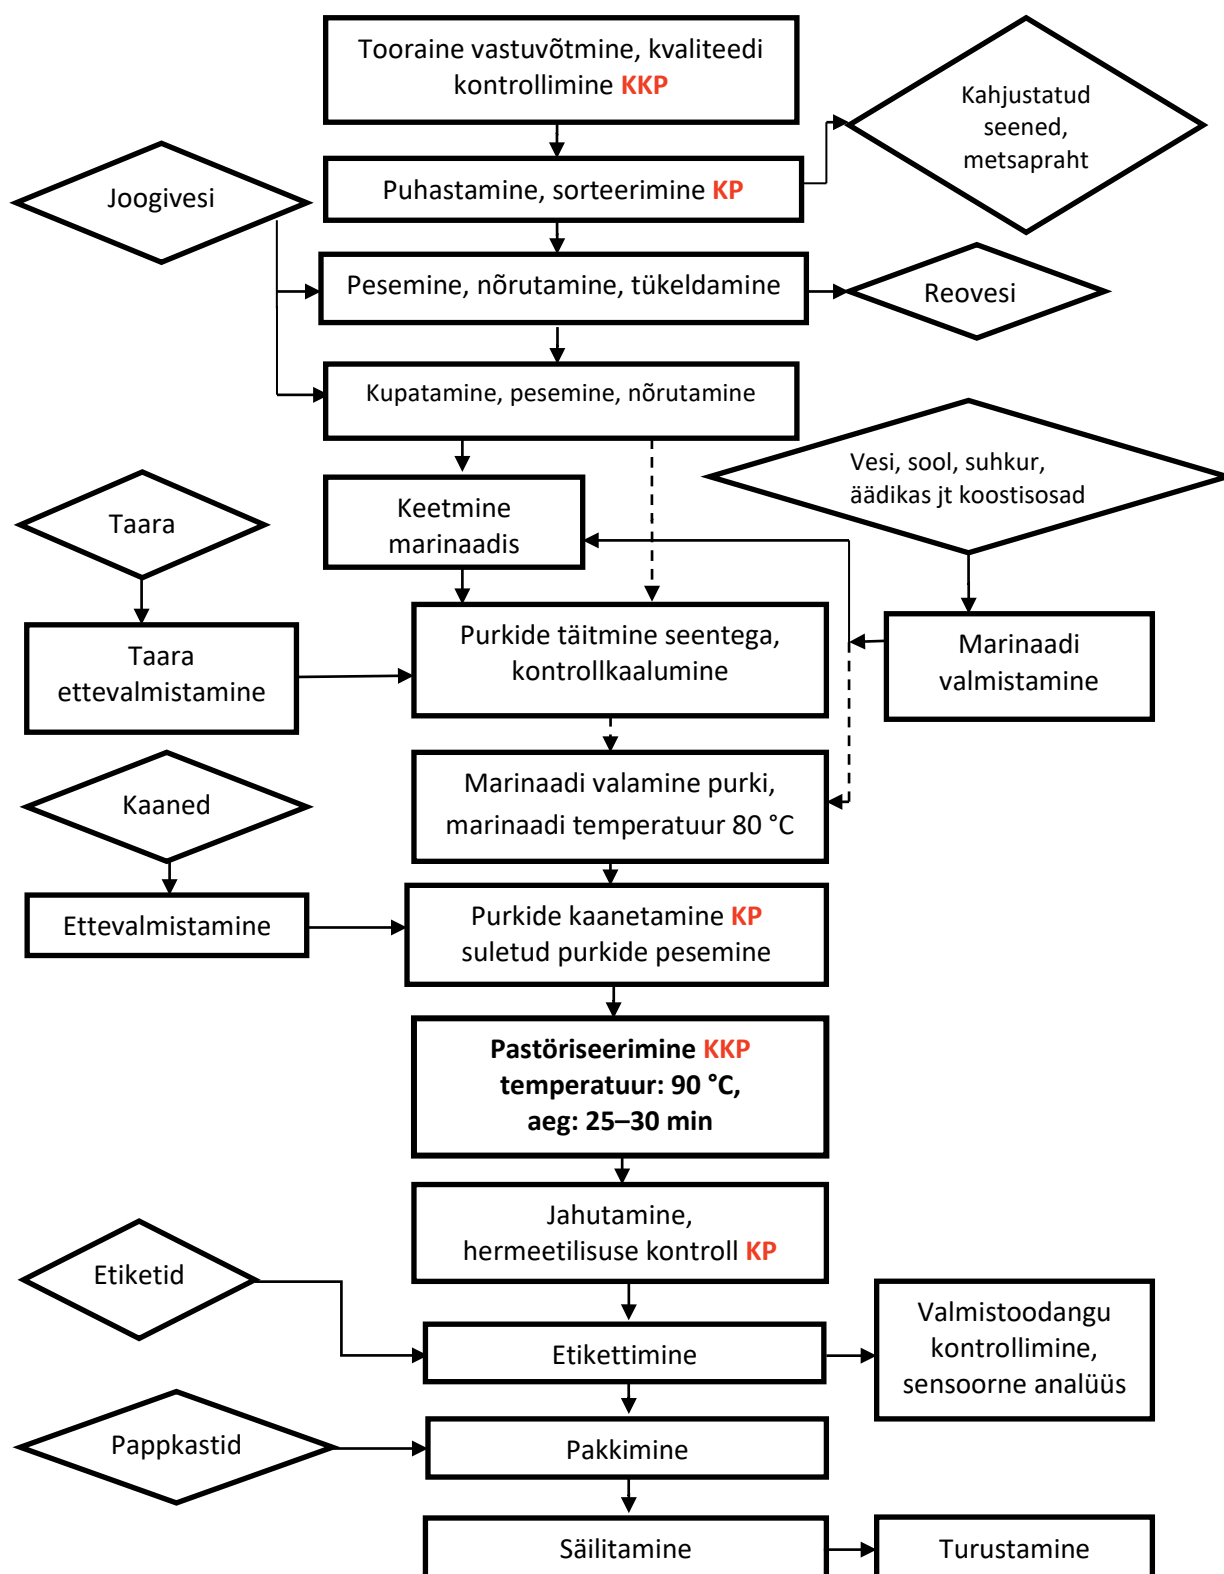 Tooraine vastuvõtmine, kvaliteedi
kontrollimine KKP
Kahjustatud
seened,
metsapraht
Puhastamine, sorteerimine KP
Joogivesi
Pesemine, nõrutamine, tükeldamine
Reovesi
Kupatamine, pesemine, nõrutamine
Vesi, sool, suhkur,
äädikas jt koostisosad
Keetmine
marinaadis
Taara
Purkide täitmine seentega,
kontrollkaalumine
Taara
ettevalmistamine
Marinaadi
valmistamine
Marinaadi valamine purki,
marinaadi temperatuur 80 °C
Kaaned
Ettevalmistamine
Purkide kaanetamine KP
suletud purkide pesemine
Pastöriseerimine KKP
temperatuur: 90 °C,
aeg: 25–30 min
Jahutamine,
hermeetilisuse kontroll KP
Etiketid
Etikettimine
Valmistoodangu
kontrollimine,
sensoorne analüüs
Pappkastid
Pakkimine
Säilitamine
Turustamine